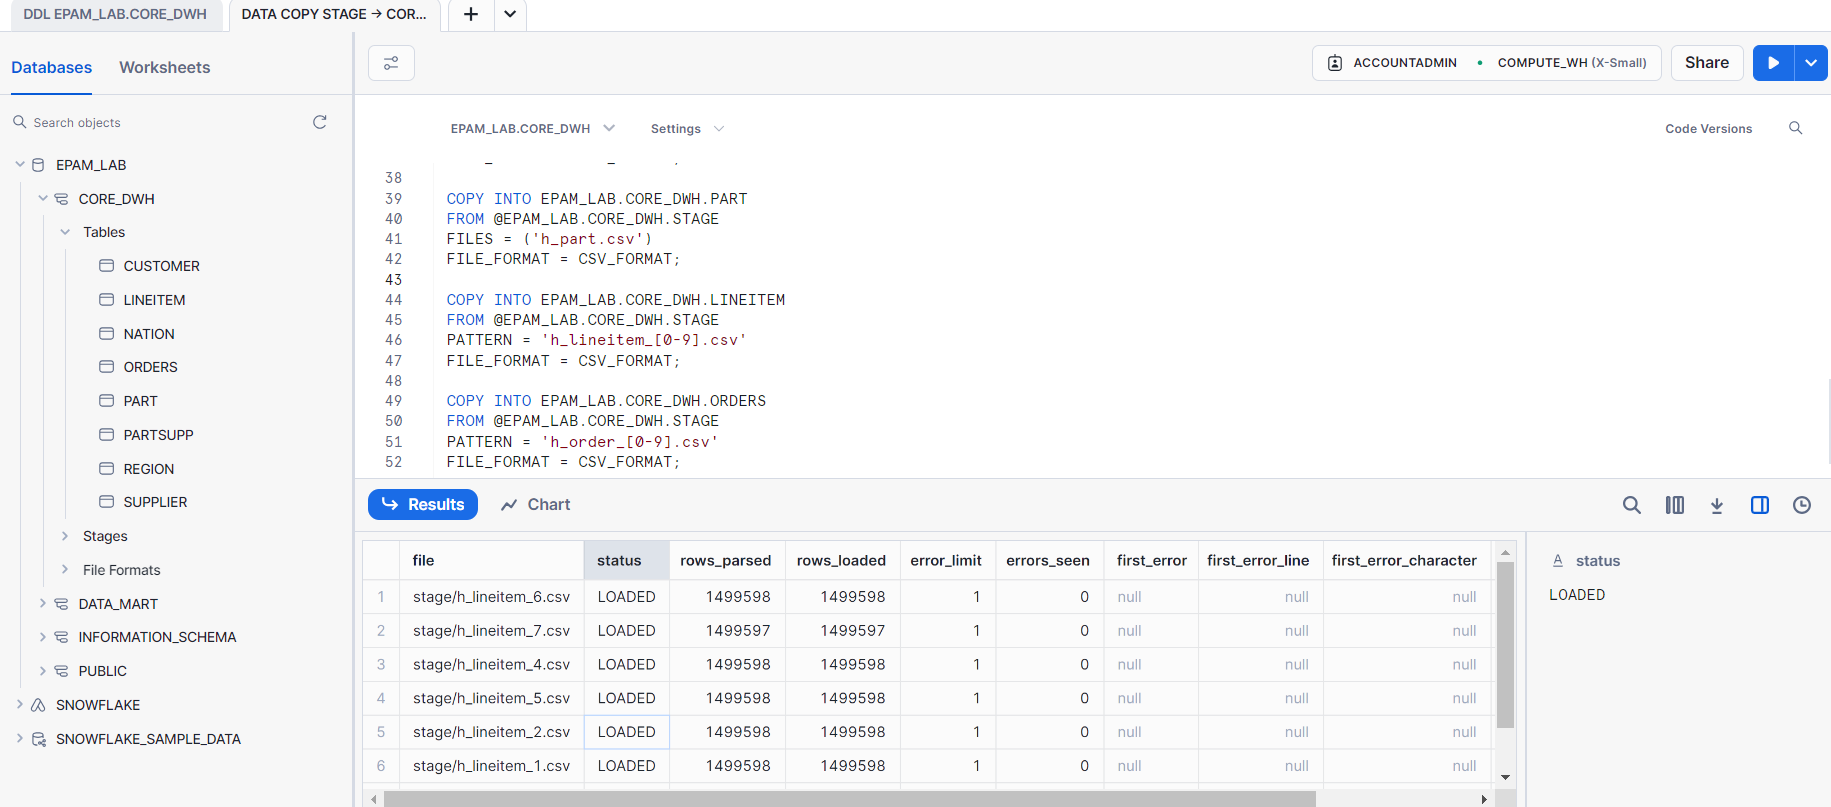 DDL EPAM_LAB.CORE_DWH
DATA COPY STAGE → COR...
Databases
Worksheets
ACCOUNTADMIN
COMPUTE_WH (X-Small)
Share
Search objects
EPAM_LAB.CORE_DWH
Settings
Code Versions
EPAM_LAB
CORE_DWH
Tables
CUSTOMER
LINEITEM
NATION
ORDERS
PART
PARTSUPP
REGION
SUPPLIER
Stages
File Formats
DATA_MART
INFORMATION_SCHEMA
PUBLIC
SNOWFLAKE
SNOWFLAKE_SAMPLE_DATA
38
39 COPY INTO EPAM_LAB.CORE_DWH.PART
40 FROM @EPAM_LAB.CORE_DWH.STAGE
41 FILES = ('h_part.csv')
42 FILE_FORMAT = CSV_FORMAT;
43
44 COPY INTO EPAM_LAB.CORE_DWH.LINEITEM
45 FROM @EPAM_LAB.CORE_DWH.STAGE
46 PATTERN = 'h_lineitem_[0-9].csv'
47 FILE_FORMAT = CSV_FORMAT;
48
49 COPY INTO EPAM_LAB.CORE_DWH.ORDERS
50 FROM @EPAM_LAB.CORE_DWH.STAGE
51 PATTERN = 'h_order_[0-9].csv'
52 FILE_FORMAT = CSV_FORMAT;
Results
Chart
file status rows_parsed rows_loaded error_limit errors_seen first_error first_error_line first_error_character
1 stage/h_lineitem_6.csv LOADED 1499598 1499598 1 0 null null null
2 stage/h_lineitem_7.csv LOADED 1499597 1499597 1 0 null null null
3 stage/h_lineitem_4.csv LOADED 1499598 1499598 1 0 null null null
4 stage/h_lineitem_5.csv LOADED 1499598 1499598 1 0 null null null
5 stage/h_lineitem_2.csv LOADED 1499598 1499598 1 0 null null null
6 stage/h_lineitem_1.csv LOADED 1499598 1499598 1 0 null null null
A status
LOADED